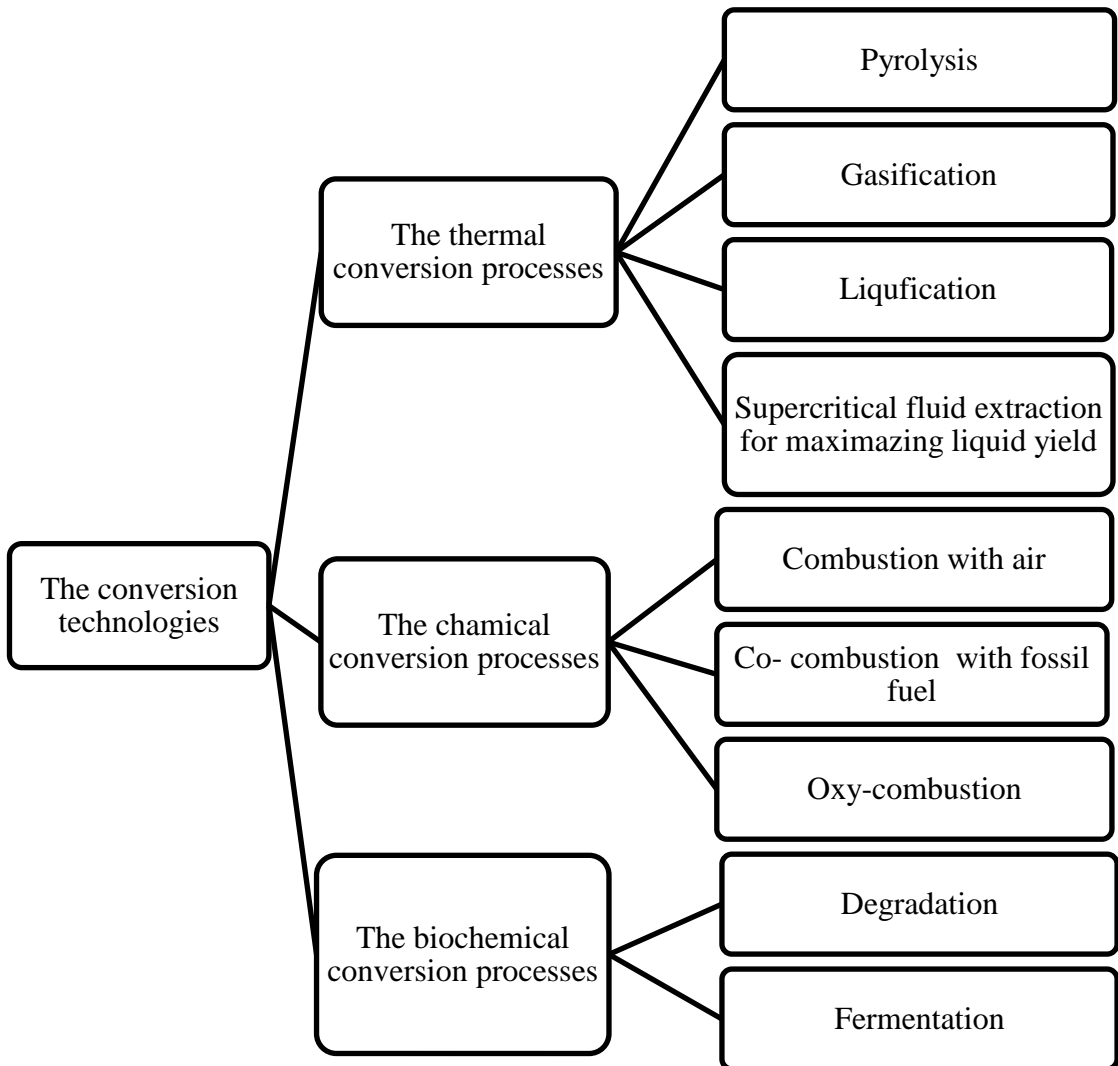 The conversion
technologies
The thermal
conversion processes
Pyrolysis
Gasification
Liqufication
Supercritical fluid extraction
for maximazing liquid yield
The chamical
conversion processes
Combustion with air
Co- combustion  with fossil
fuel
Oxy-combustion
The biochemical
conversion processes
Degradation
Fermentation